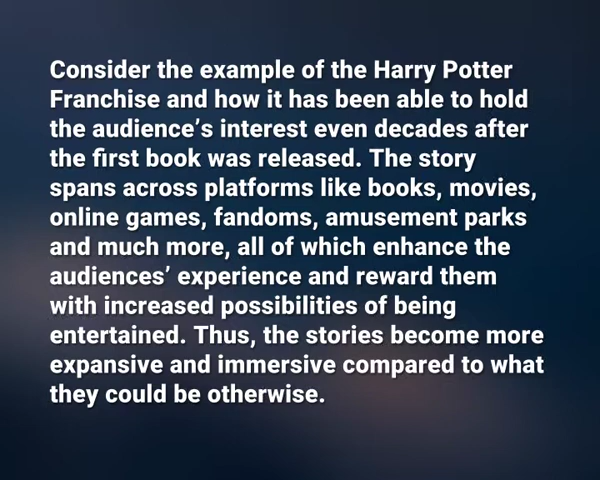 Consider the example of the Harry Potter
Franchise and how it has been able to hold
the audience’s interest even decades after
the first book was released. The story
spans across platforms like books, movies,
online games, fandoms, amusement parks
and much more, all of which enhance the
audiences’ experience and reward them
with increased possibilities of being
entertained. Thus, the stories become more
expansive and immersive compared to what
they could be otherwise.